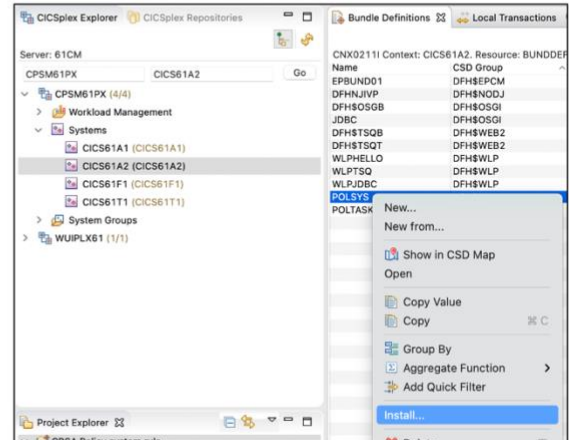 CICSplex Explorer
CICSplex Repositories
Server: 61CM
CPSM61PX
CICS61A2
Go
CPSM61PX (4/4)
Workload Management
Systems
CICS61A1 (CICS61A1)
CICS61A2 (CICS61A2)
CICS61F1 (CICS61F1)
CICS61T1 (CICS61T1)
System Groups
WUIPLX61 (1/1)
Project Explorer
Bundle Definitions
Local Transactions
CNX0211I Context: CICS61A2. Resource: BUNDDEF
Name CSD Group
EPBUND01 DFH$EPCM
DFHNJIVP DFH$NODJ
DFH$OSGB DFH$OSGI
JDBC DFH$OSGI
DFH$TSQB DFH$WEB2
DFH$TSQT DFH$WEB2
WLPHELLO DFH$WLP
WLPTSQ DFH$WLP
WLPJDBC DFH$WLP
POLSYS
POLTASK
New...
New from...
Show in CSD Map
Open
Copy Value
Copy ⌘ C
Group By
Aggregate Function
Add Quick Filter
Install...